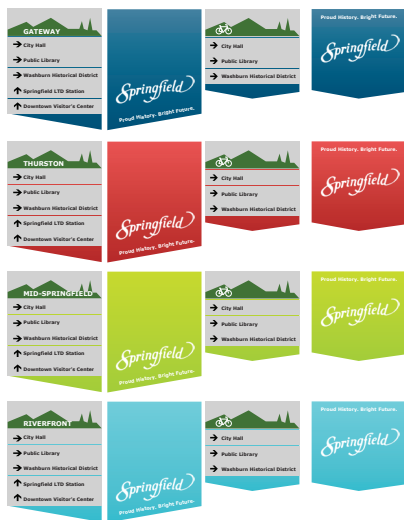 GATEWAY
→ City Hall
→ Public Library
→ Washburn Historical District
↑ Springfield LTD Station
↑ Downtown Visitor's Center
Springfield
Proud History. Bright Future.
→ City Hall
→ Public Library
→ Washburn Historical District
Proud History. Bright Future.
Springfield
THURSTON
→ City Hall
→ Public Library
→ Washburn Historical District
↑ Springfield LTD Station
↑ Downtown Visitor's Center
Springfield
Proud History. Bright Future.
→ City Hall
→ Public Library
→ Washburn Historical District
Proud History. Bright Future.
Springfield
MID-SPRINGFIELD
→ City Hall
→ Public Library
→ Washburn Historical District
↑ Springfield LTD Station
↑ Downtown Visitor's Center
Springfield
Proud History. Bright Future.
→ City Hall
→ Public Library
→ Washburn Historical District
Proud History. Bright Future.
Springfield
RIVERFRONT
→ City Hall
→ Public Library
→ Washburn Historical District
↑ Springfield LTD Station
↑ Downtown Visitor's Center
Springfield
Proud History. Bright Future.
→ City Hall
→ Public Library
→ Washburn Historical District
Proud History. Bright Future.
Springfield